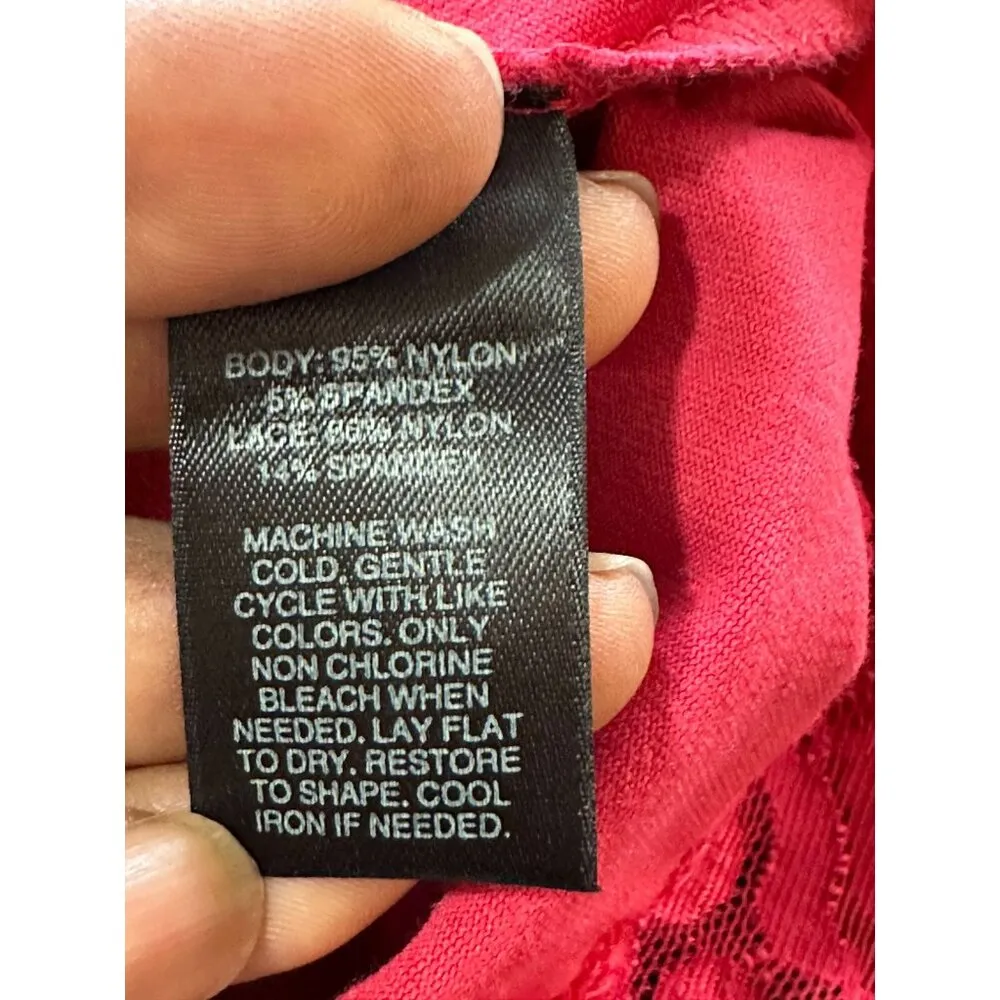 BODY: 95% NYLON
5% SPANDEX
LACE: 86% NYLON
14% SPANDEX
MACHINE WASH
COLD. GENTLE
CYCLE WITH LIKE
COLORS. ONLY
NON CHLORINE
BLEACH WHEN
NEEDED. LAY FLAT
TO DRY. RESTORE
TO SHAPE. COOL
IRON IF NEEDED.